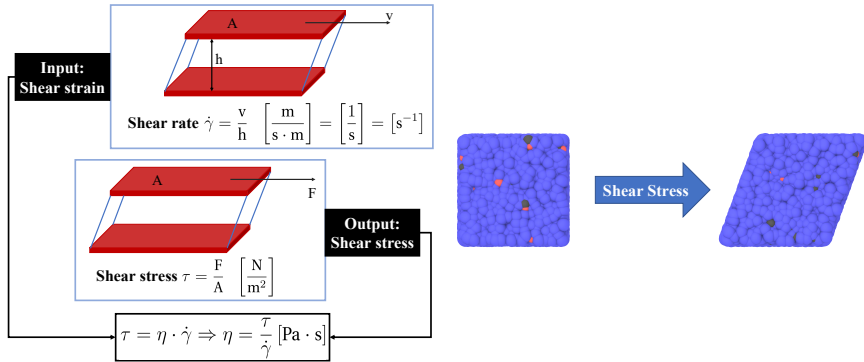 A
v
h
Input:
Shear strain
Shear rate γ̇ = v/h [m/(s · m)] = [1/s] = [s⁻¹]
A
F
Output:
Shear stress
Shear stress τ = F/A [N/m²]
τ = η · γ̇ ⇒ η = τ/γ̇ [Pa · s]
Shear Stress